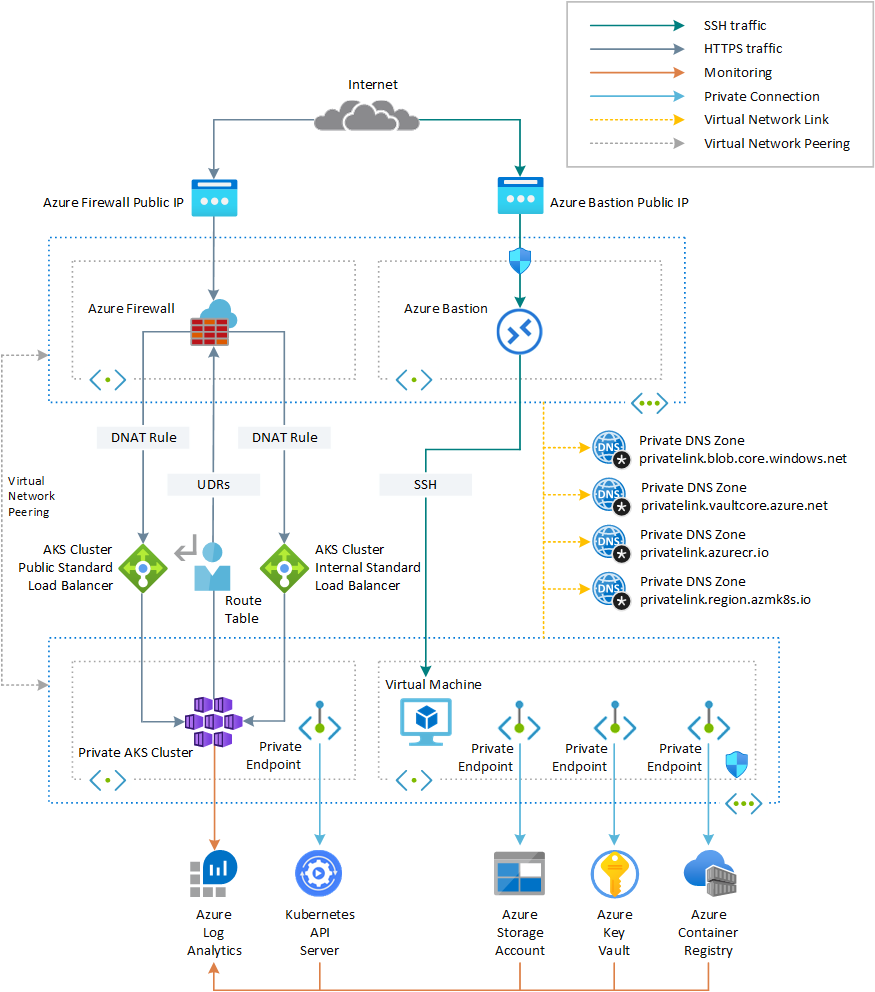 SSH traffic
HTTPS traffic
Monitoring
Private Connection
Virtual Network Link
Virtual Network Peering
Internet
Azure Firewall Public IP
Azure Bastion Public IP
Azure Firewall
Azure Bastion
DNAT Rule
DNAT Rule
UDRs
SSH
Virtual
Network
Peering
DNS
Private DNS Zone
privatelink.blob.core.windows.net
DNS
Private DNS Zone
privatelink.vaultcore.azure.net
DNS
Private DNS Zone
privatelink.azurecr.io
DNS
Private DNS Zone
privatelink.region.azmk8s.io
AKS Cluster
Public Standard
Load Balancer
Route
Table
AKS Cluster
Internal Standard
Load Balancer
Private AKS Cluster
Private
Endpoint
Virtual Machine
Private
Endpoint
Private
Endpoint
Private
Endpoint
Azure
Log
Analytics
Kubernetes
API
Server
Azure
Storage
Account
Azure
Key
Vault
Azure
Container
Registry